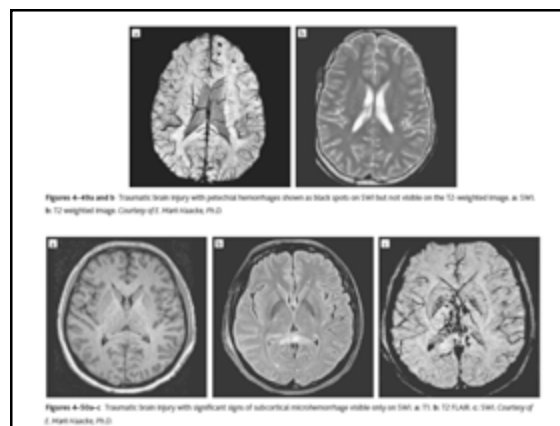 a
b
Figures 4–49a and b Traumatic brain injury with petechial hemorrhages shown as black spots on SWI but not visible on the T2-weighted image. a: SWI.
b: T2 weighted image. Courtesy of E. Mark Haacke, Ph.D.
a
b
c
Figures 4–50a–c Traumatic brain injury with significant signs of subcortical microhemorrhage visible only on SWI. a: T1. b: T2 FLAIR. c: SWI. Courtesy of
E. Mark Haacke, Ph.D.